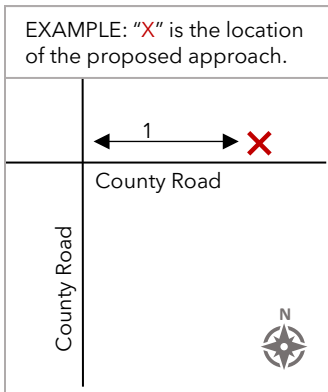 EXAMPLE: “X” is the location
of the proposed approach.
1
County Road
County Road
N